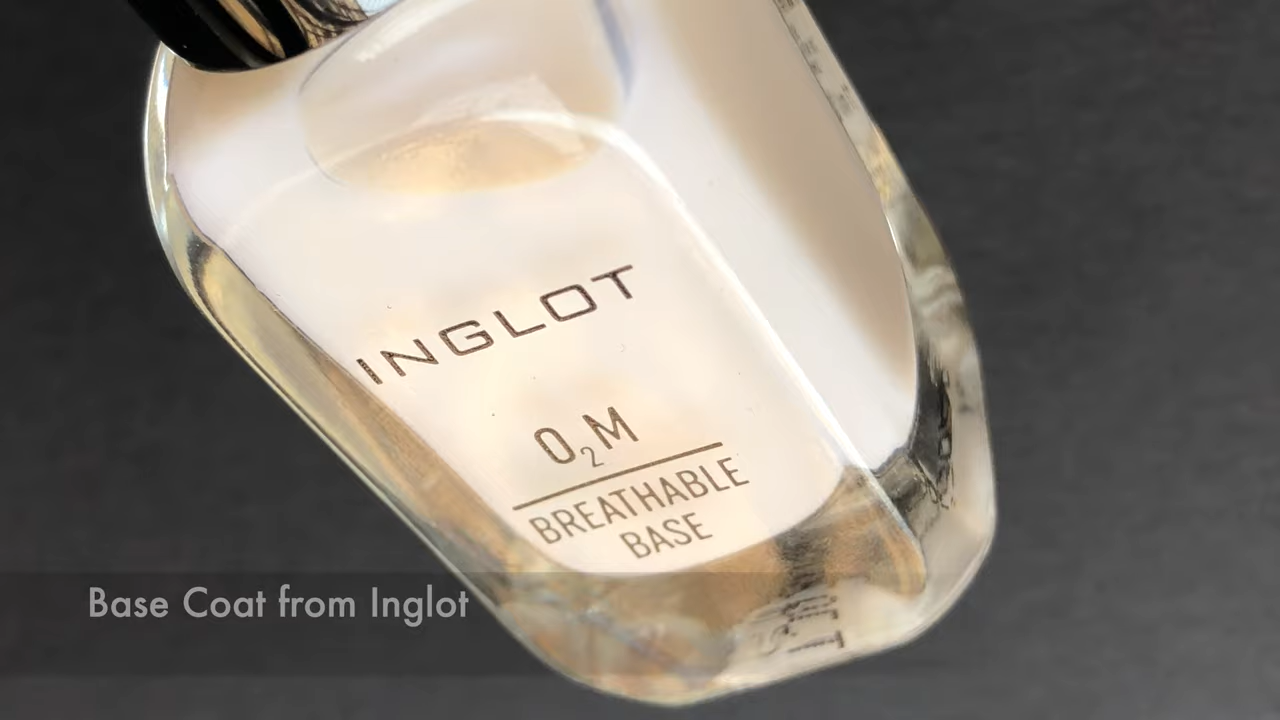 INGLOT
O₂M
BREATHABLE
BASE
Base Coat from Inglot